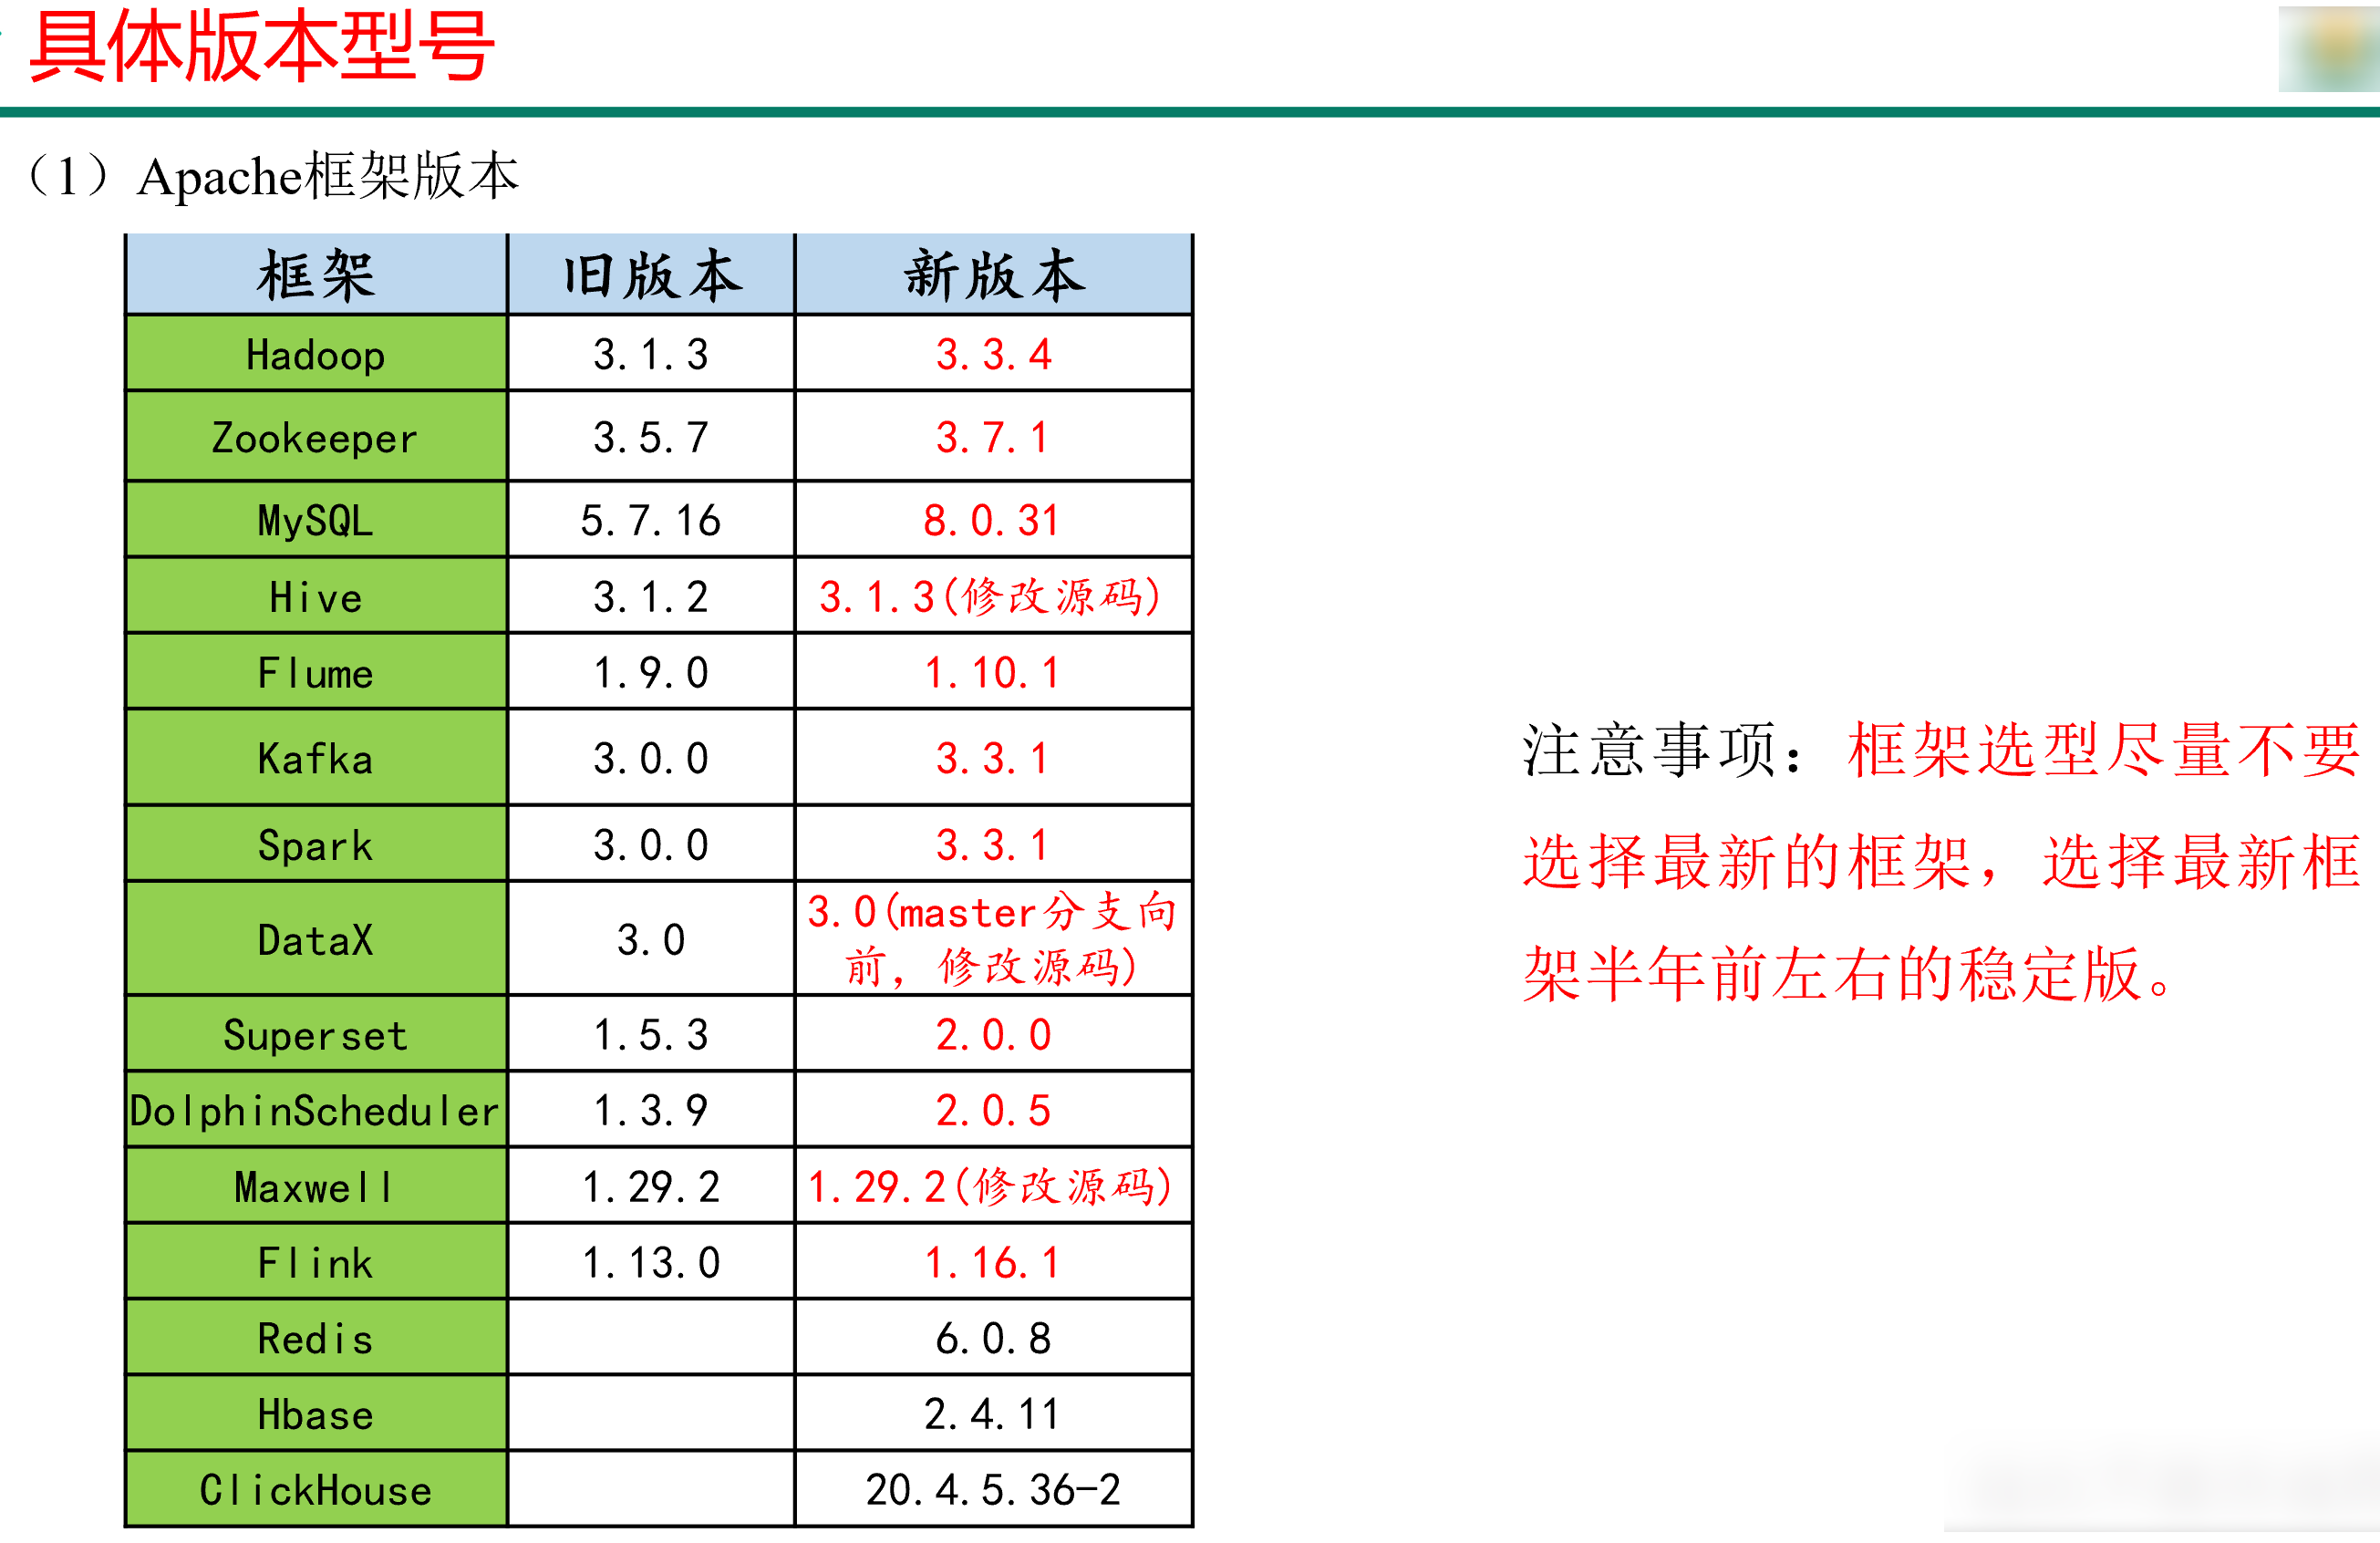 具体版本型号
（1）Apache框架版本
框架 旧版本 新版本
Hadoop 3.1.3 3.3.4
Zookeeper 3.5.7 3.7.1
MySQL 5.7.16 8.0.31
Hive 3.1.2 3.1.3(修改源码)
Flume 1.9.0 1.10.1
Kafka 3.0.0 3.3.1
Spark 3.0.0 3.3.1
DataX 3.0 3.0(master分支向
前，修改源码)
Superset 1.5.3 2.0.0
DolphinScheduler 1.3.9 2.0.5
Maxwell 1.29.2 1.29.2(修改源码)
Flink 1.13.0 1.16.1
Redis 6.0.8
Hbase 2.4.11
ClickHouse 20.4.5.36-2
注意事项：框架选型尽量不要
选择最新的框架，选择最新框
架半年前左右的稳定版。